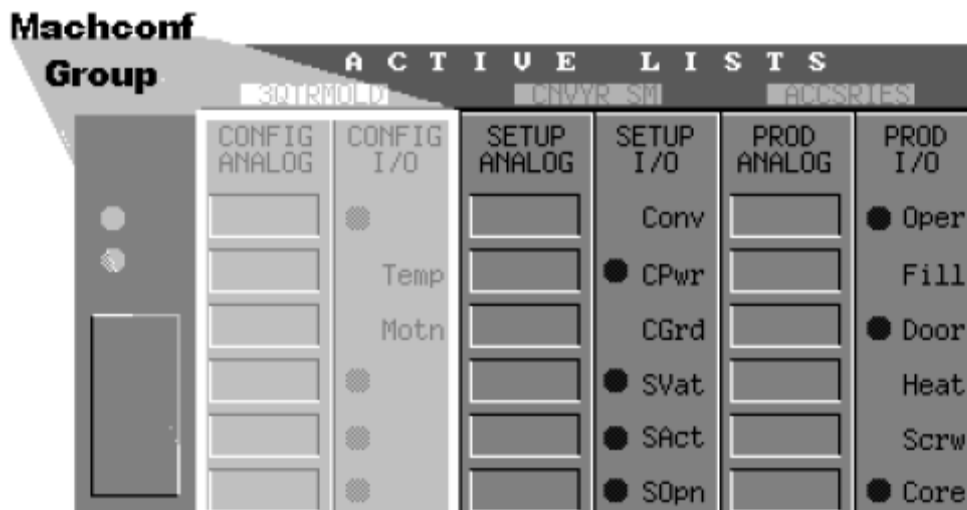 Machconf
Group
ACTIVE LISTS
3QTRMOLD CNVYR SM ACCSRIES
CONFIG ANALOG CONFIG I/O SETUP ANALOG SETUP I/O PROD ANALOG PROD I/O
Conv Oper
Temp CPwr Fill
Motn CGrd Door
SVat Heat
SAct Scrw
SOpn Core